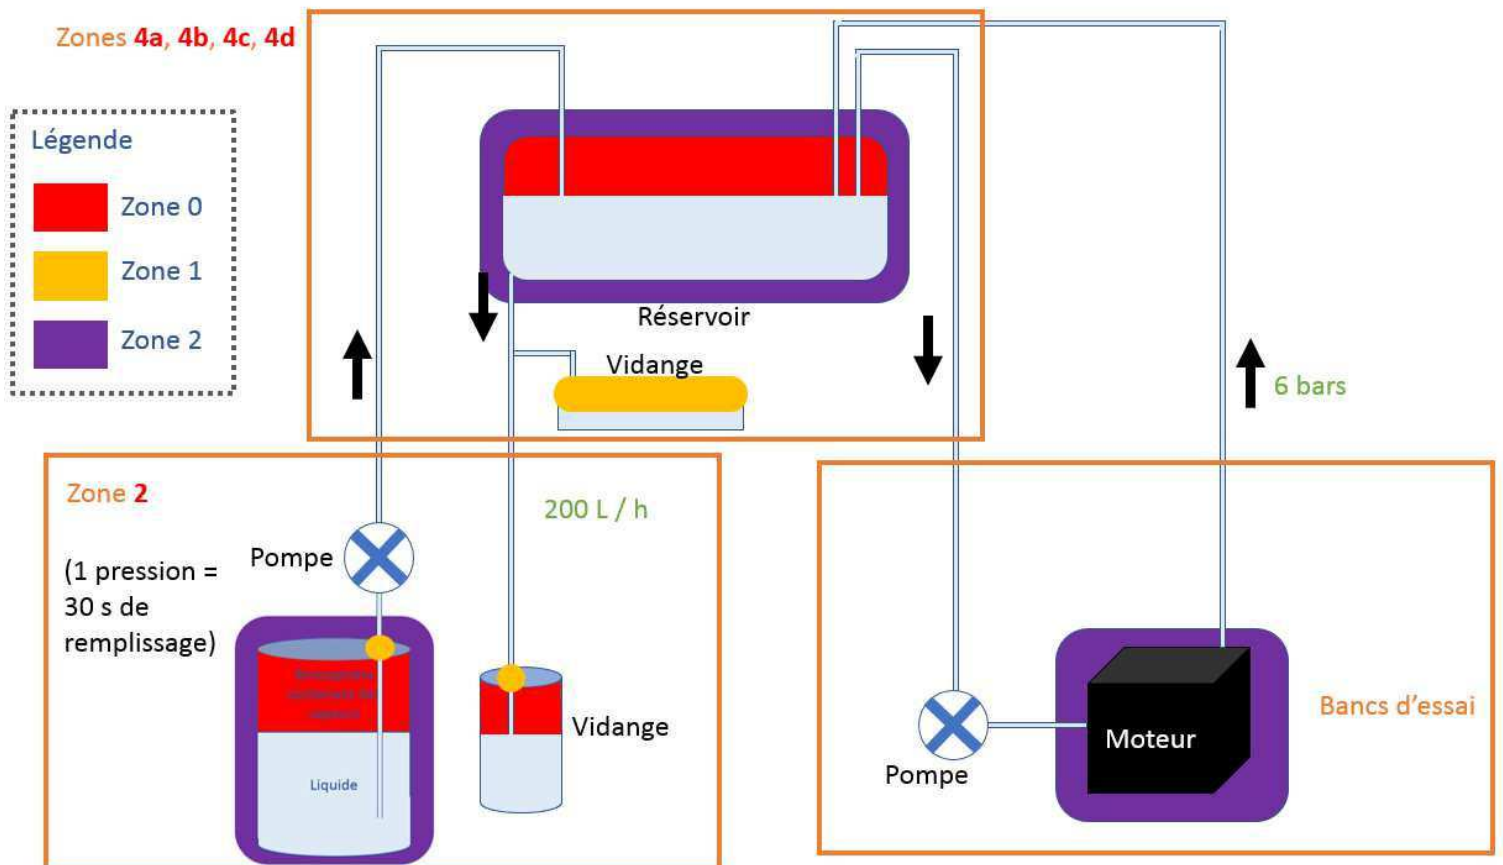 Zones 4a, 4b, 4c, 4d
Légende
Zone 0
Zone 1
Zone 2
Réservoir
Vidange
6 bars
Zone 2
200 L / h
Pompe
(1 pression =
30 s de
remplissage)
Liquide
Vidange
Bancs d'essai
Moteur
Pompe